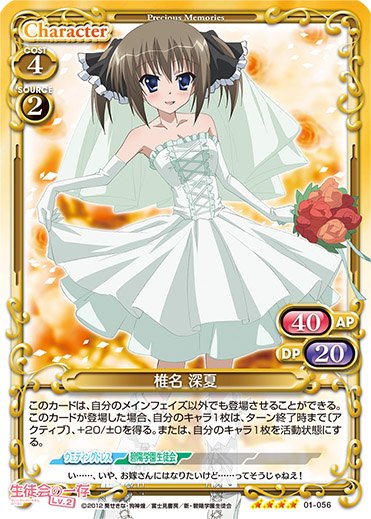 Precious Memories
Character
COST
4
SOURCE
2
40 AP
DP 20
椎名 深夏
このカードは、自分のメインフェイズ以外でも登場させることができる。
このカードが登場した場合、自分のキャラ1枚は、ターン終了時まで〔ア
クティブ〕、+20/±0を得る。または、自分のキャラ1枚を活動状態にす
る。
ウェディングドレス 碧陽学園生徒会
い……、いや、お嫁さんにはなりたいけど……ってそうじゃねえ!
生徒会の一存
Lv.2
01-056
©2012 葵せきな・狗神煌/富士見書房/新・碧陽学園生徒会